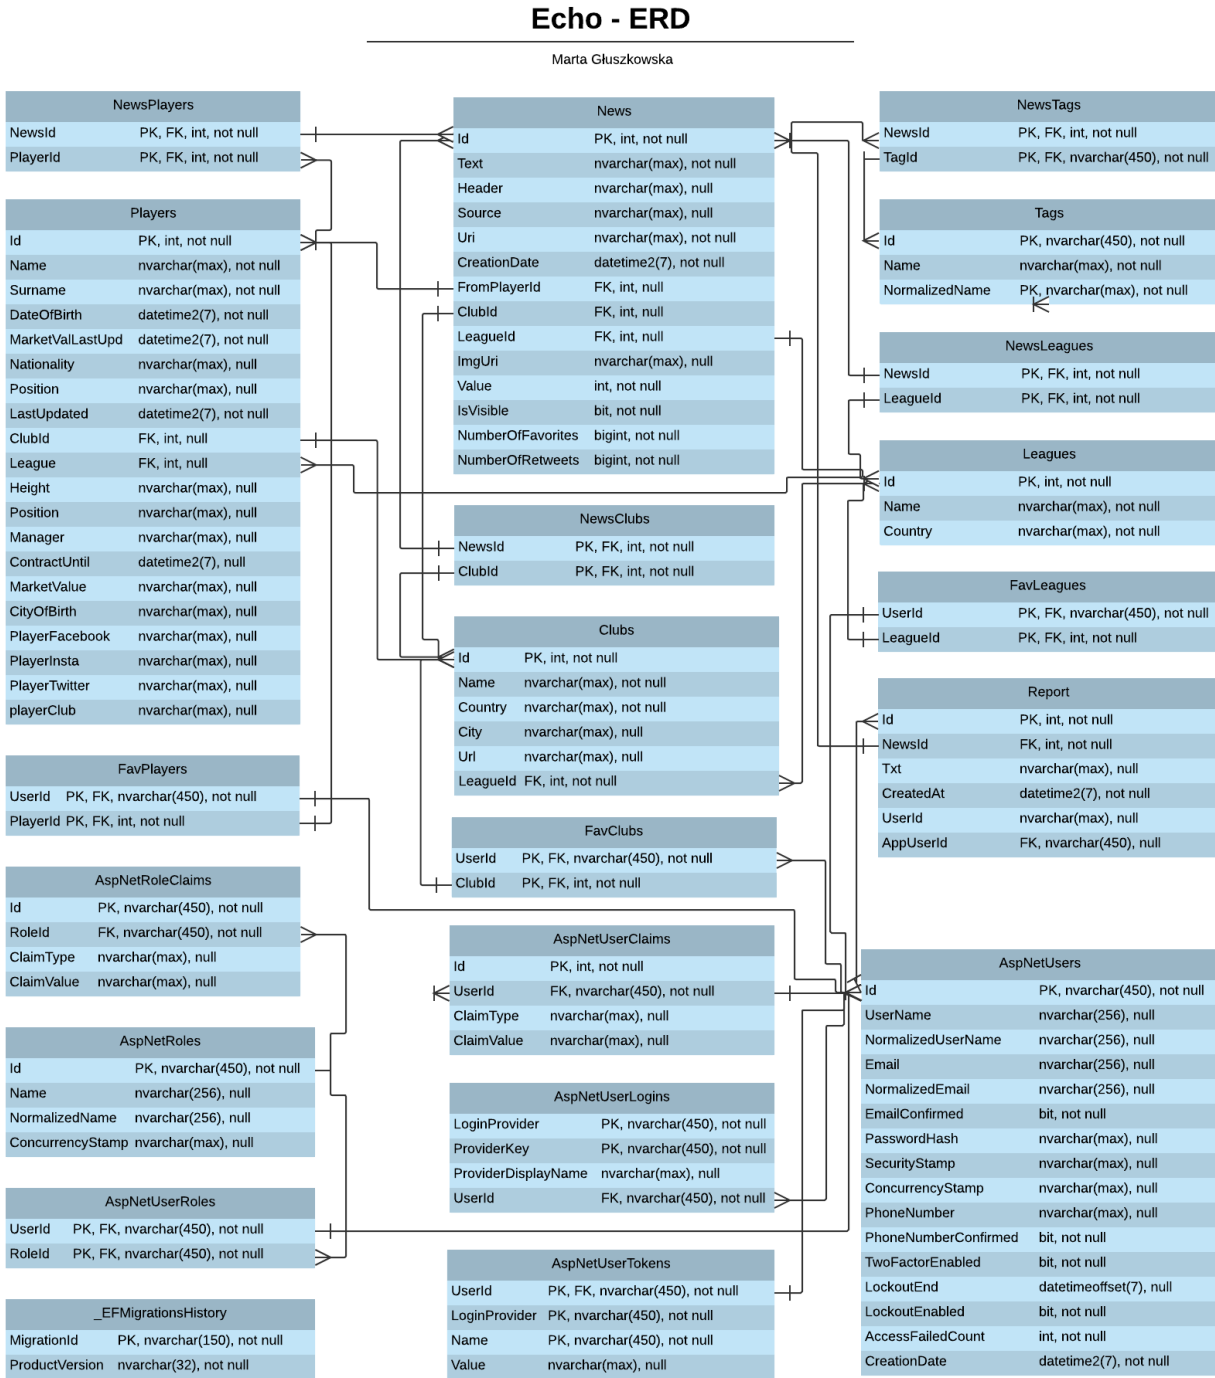 Echo - ERD
Marta Głuszkowska
NewsPlayers
NewsId PK, FK, int, not null
PlayerId PK, FK, int, not null
Players
Id PK, int, not null
Name nvarchar(max), not null
Surname nvarchar(max), not null
DateOfBirth datetime2(7), not null
MarketValLastUpd datetime2(7), not null
Nationality nvarchar(max), null
Position nvarchar(max), null
LastUpdated datetime2(7), not null
ClubId FK, int, null
League FK, int, null
Height nvarchar(max), null
Position nvarchar(max), null
Manager nvarchar(max), null
ContractUntil datetime2(7), null
MarketValue nvarchar(max), null
CityOfBirth nvarchar(max), null
PlayerFacebook nvarchar(max), null
PlayerInsta nvarchar(max), null
PlayerTwitter nvarchar(max), null
playerClub nvarchar(max), null
FavPlayers
UserId PK, FK, nvarchar(450), not null
PlayerId PK, FK, int, not null
AspNetRoleClaims
Id PK, nvarchar(450), not null
RoleId FK, nvarchar(450), not null
ClaimType nvarchar(max), null
ClaimValue nvarchar(max), null
AspNetRoles
Id PK, nvarchar(450), not null
Name nvarchar(256), null
NormalizedName nvarchar(256), null
ConcurrencyStamp nvarchar(max), null
AspNetUserRoles
UserId PK, FK, nvarchar(450), not null
RoleId PK, FK, nvarchar(450), not null
_EFMigrationsHistory
MigrationId PK, nvarchar(150), not null
ProductVersion nvarchar(32), not null
News
Id PK, int, not null
Text nvarchar(max), not null
Header nvarchar(max), null
Source nvarchar(max), null
Uri nvarchar(max), not null
CreationDate datetime2(7), not null
FromPlayerId FK, int, null
ClubId FK, int, null
LeagueId FK, int, null
ImgUri nvarchar(max), null
Value int, not null
IsVisible bit, not null
NumberOfFavorites bigint, not null
NumberOfRetweets bigint, not null
NewsClubs
NewsId PK, FK, int, not null
ClubId PK, FK, int, not null
Clubs
Id PK, int, not null
Name nvarchar(max), not null
Country nvarchar(max), not null
City nvarchar(max), null
Url nvarchar(max), null
LeagueId FK, int, not null
FavClubs
UserId PK, FK, nvarchar(450), not null
ClubId PK, FK, int, not null
AspNetUserClaims
Id PK, int, not null
UserId FK, nvarchar(450), not null
ClaimType nvarchar(max), null
ClaimValue nvarchar(max), null
AspNetUserLogins
LoginProvider PK, nvarchar(450), not null
ProviderKey PK, nvarchar(450), not null
ProviderDisplayName nvarchar(max), null
UserId FK, nvarchar(450), not null
AspNetUserTokens
UserId PK, FK, nvarchar(450), not null
LoginProvider PK, nvarchar(450), not null
Name PK, nvarchar(450), not null
Value nvarchar(max), null
NewsTags
NewsId PK, FK, int, not null
TagId PK, FK, nvarchar(450), not null
Tags
Id PK, nvarchar(450), not null
Name nvarchar(max), not null
NormalizedName PK, nvarchar(max), not null
NewsLeagues
NewsId PK, FK, int, not null
LeagueId PK, FK, int, not null
Leagues
Id PK, int, not null
Name nvarchar(max), not null
Country nvarchar(max), not null
FavLeagues
UserId PK, FK, nvarchar(450), not null
LeagueId PK, FK, int, not null
Report
Id PK, int, not null
NewsId FK, int, not null
Txt nvarchar(max), null
CreatedAt datetime2(7), not null
UserId nvarchar(max), null
AppUserId FK, nvarchar(450), null
AspNetUsers
Id PK, nvarchar(450), not null
UserName nvarchar(256), null
NormalizedUserName nvarchar(256), null
Email nvarchar(256), null
NormalizedEmail nvarchar(256), null
EmailConfirmed bit, not null
PasswordHash nvarchar(max), null
SecurityStamp nvarchar(max), null
ConcurrencyStamp nvarchar(max), null
PhoneNumber nvarchar(max), null
PhoneNumberConfirmed bit, not null
TwoFactorEnabled bit, not null
LockoutEnd datetimeoffset(7), null
LockoutEnabled bit, not null
AccessFailedCount int, not null
CreationDate datetime2(7), not null